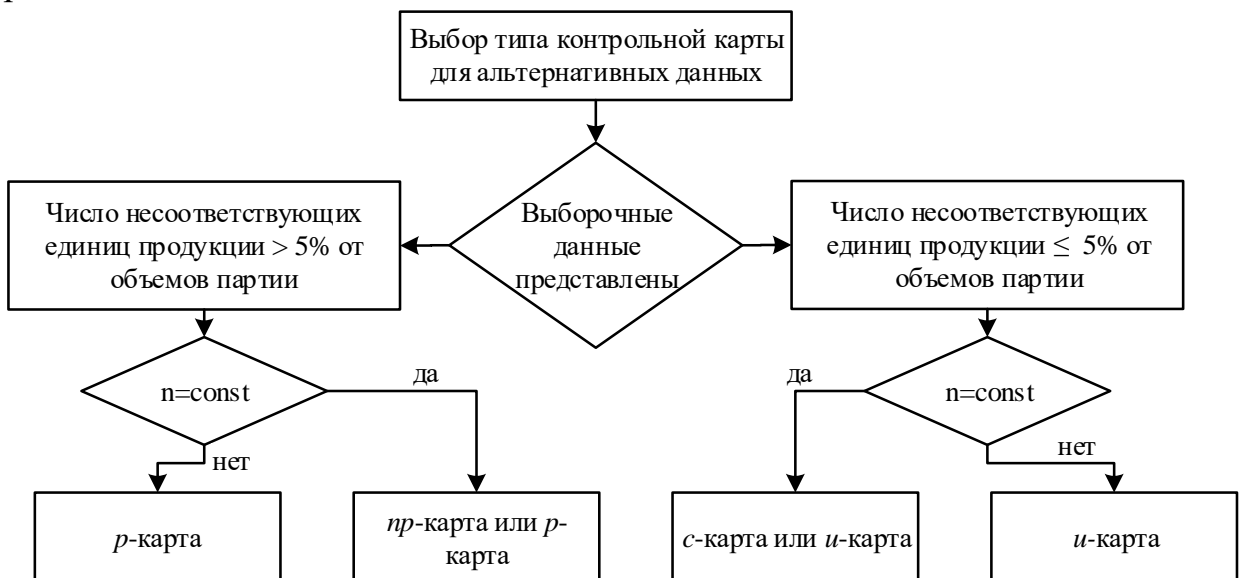 Выбор типа контрольной карты
для альтернативных данных
Число несоответствующих
единиц продукции > 5% от
объемов партии
Выборочные
данные
представлены
Число несоответствующих
единиц продукции ≤ 5% от
объемов партии
n=const
да
нет
да
n=const
нет
p-карта
np-карта или p-
карта
c-карта или u-карта
u-карта